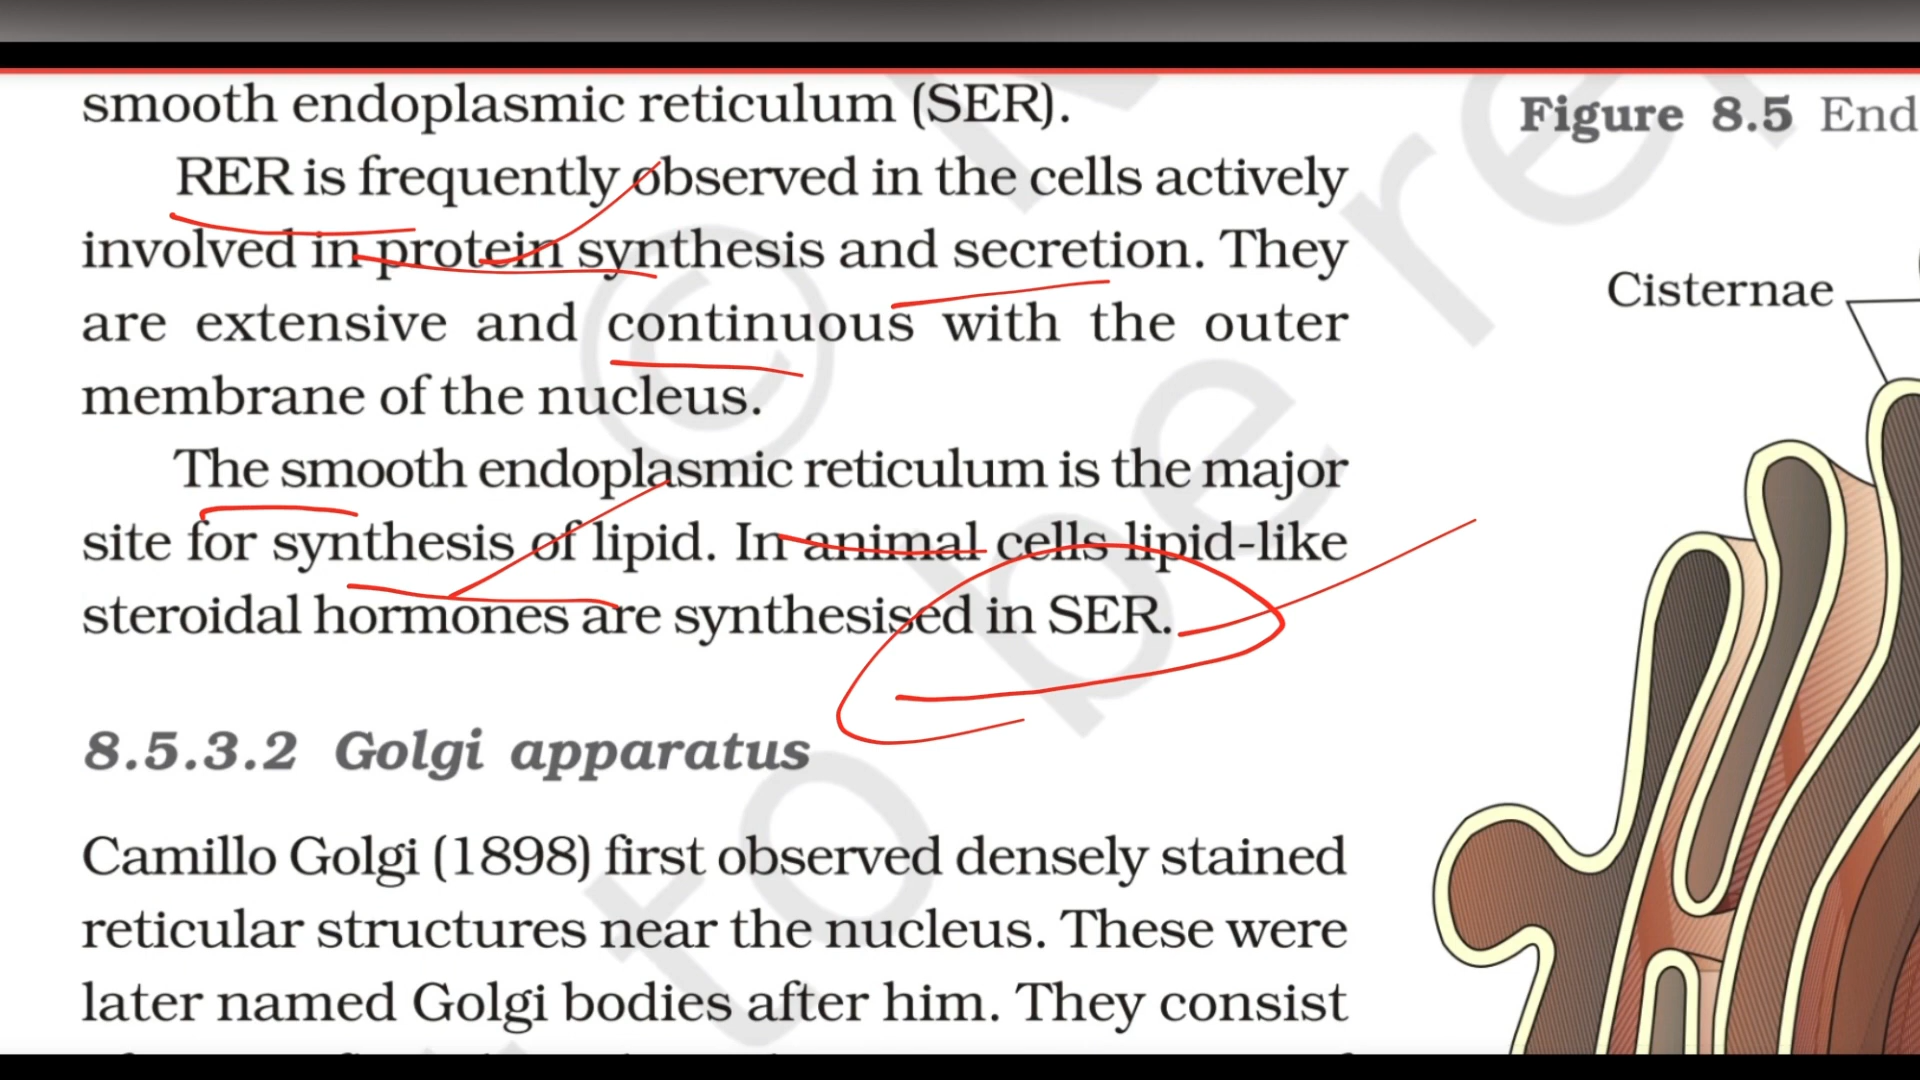 smooth endoplasmic reticulum (SER).
RER is frequently observed in the cells actively
involved in protein synthesis and secretion. They
are extensive and continuous with the outer
membrane of the nucleus.
The smooth endoplasmic reticulum is the major
site for synthesis of lipid. In animal cells lipid-like
steroidal hormones are synthesised in SER.
8.5.3.2 Golgi apparatus
Camillo Golgi (1898) first observed densely stained
reticular structures near the nucleus. These were
later named Golgi bodies after him. They consist
Figure 8.5 End
Cisternae
© 
to be re